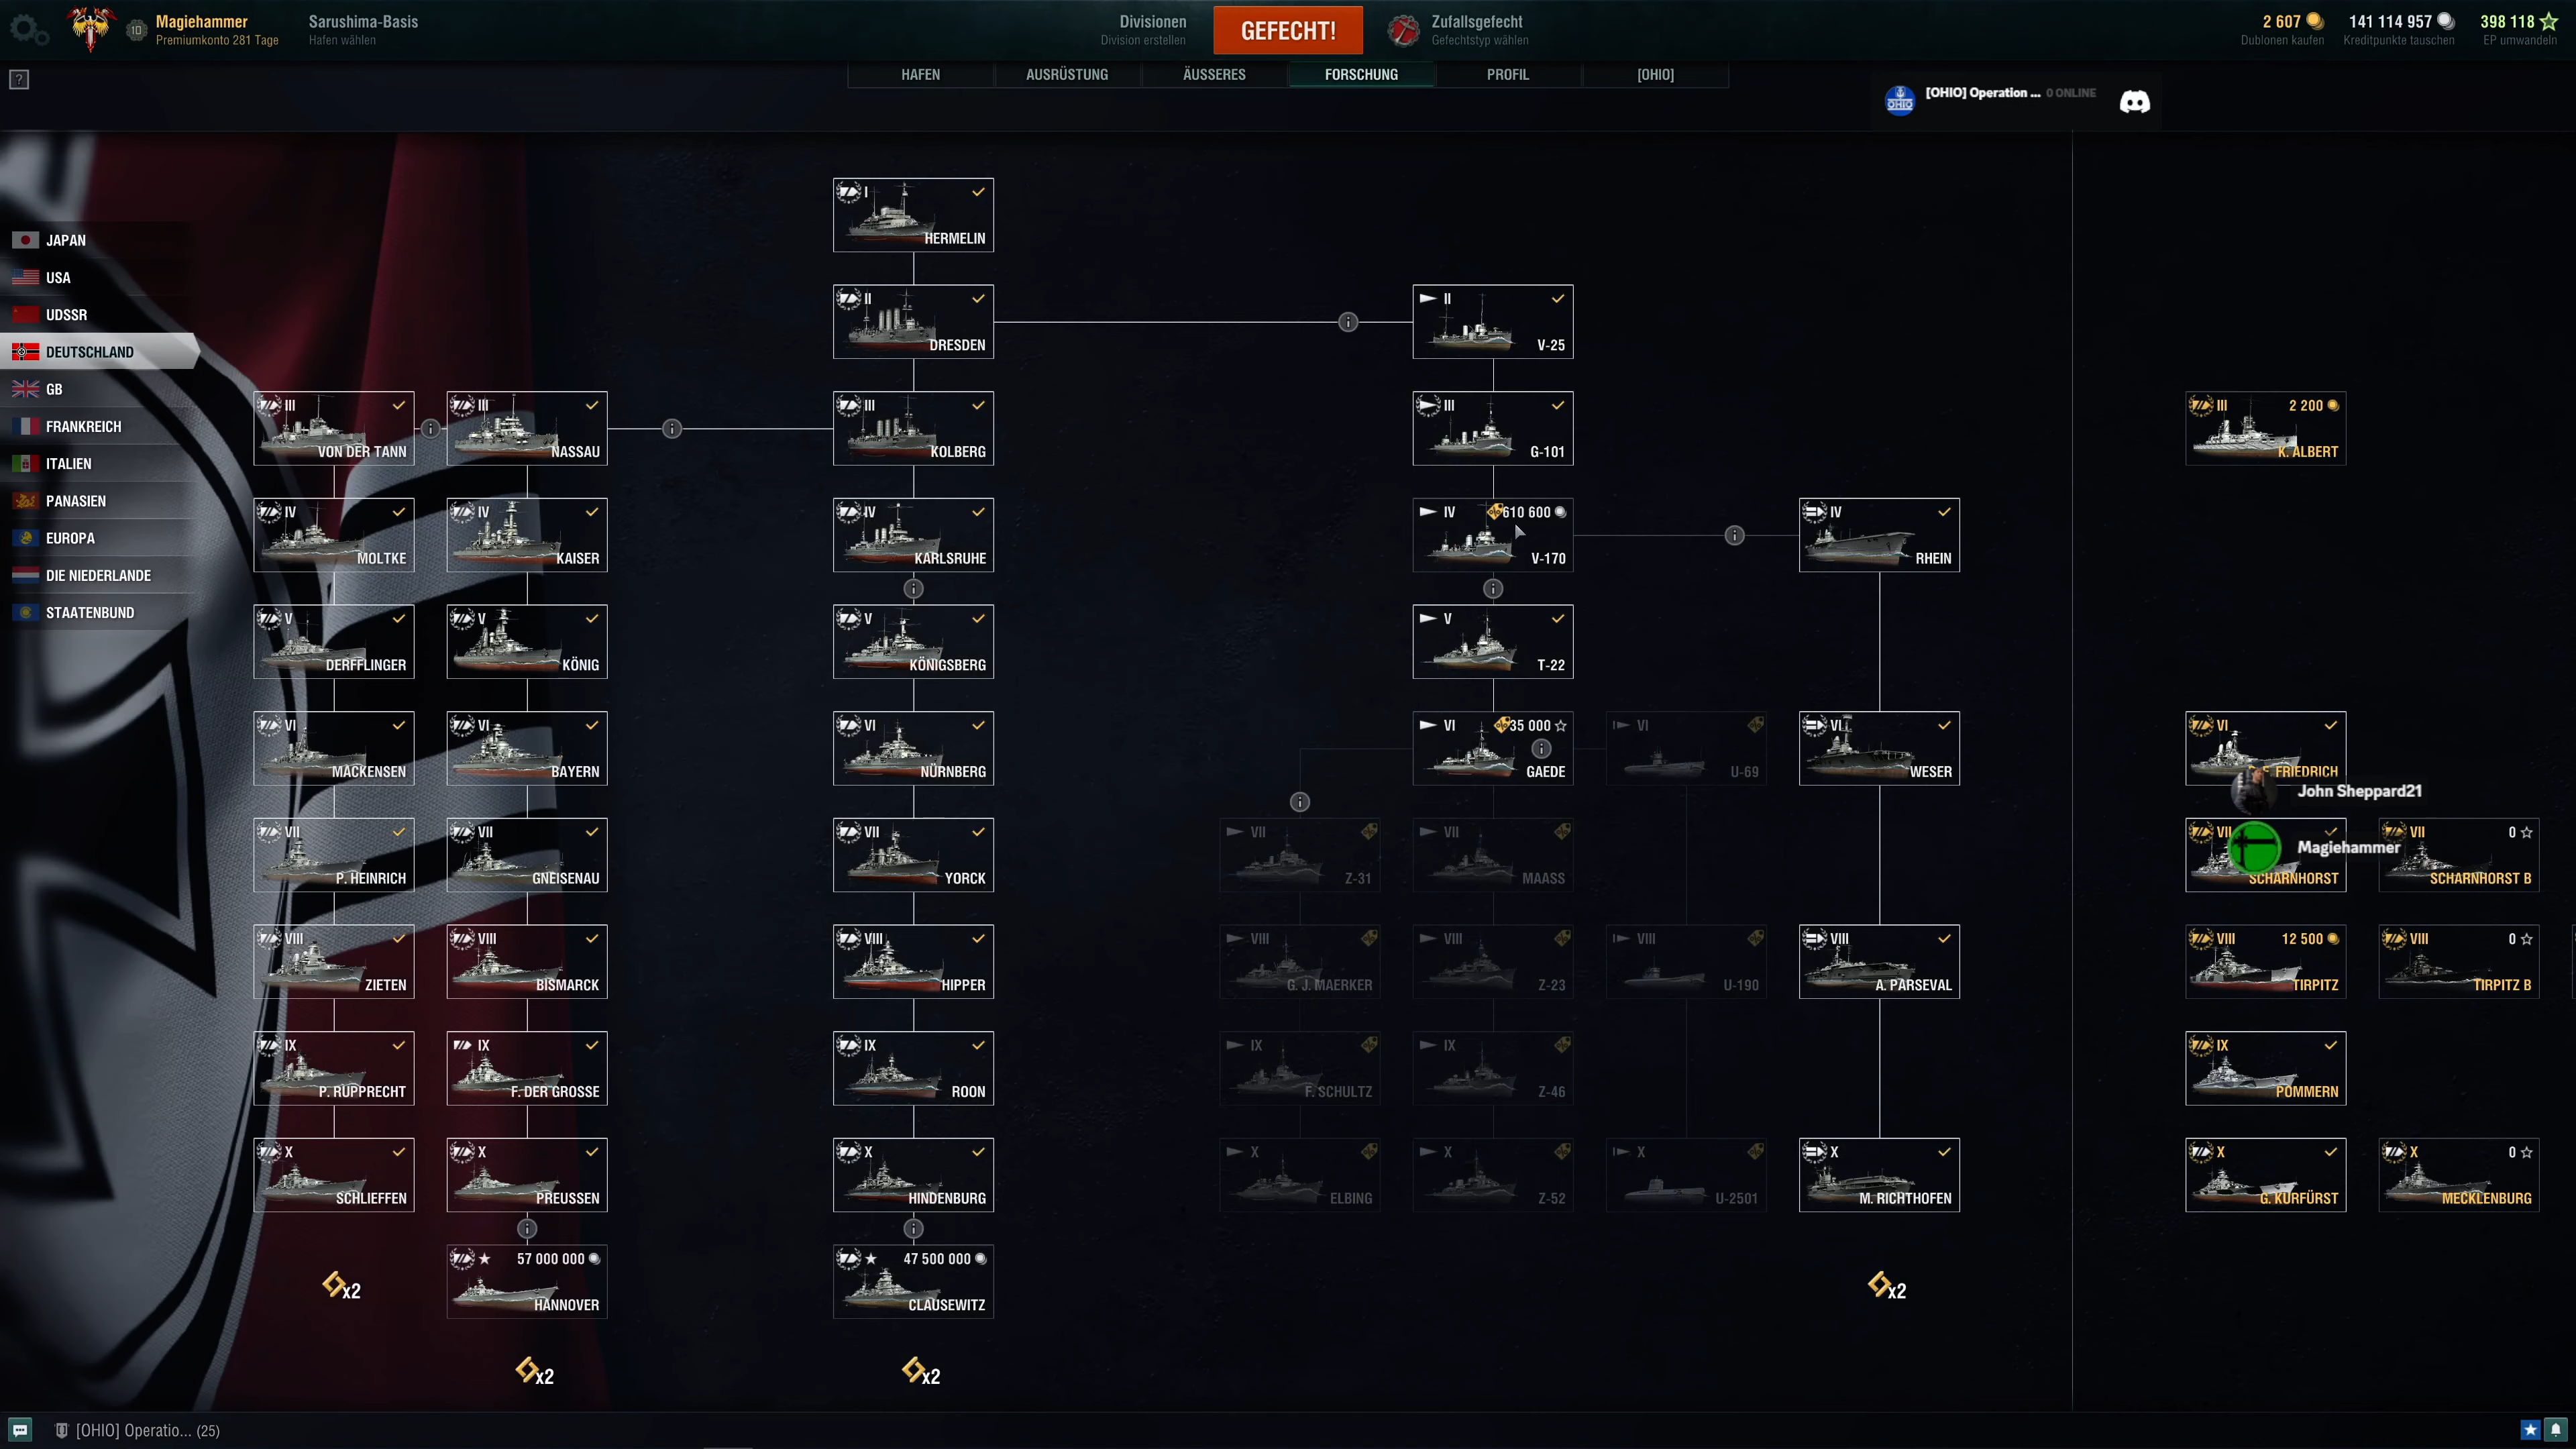 10
Magiehammer
Premiumkonto 281 Tage
Sarushima-Basis
Hafen wählen
Divisionen
Division erstellen
GEFECHT!
Zufallsgefecht
Gefechtstyp wählen
2 607
Dublonen kaufen
141 114 957
Kreditpunkte tauschen
398 118
EP umwandeln
?
HAFEN
AUSRÜSTUNG
ÄUSSERES
FORSCHUNG
PROFIL
[OHIO]
OHIO
[OHIO] Operation ... 0 ONLINE
JAPAN
USA
UDSSR
DEUTSCHLAND
GB
FRANKREICH
ITALIEN
PANASIEN
EUROPA
DIE NIEDERLANDE
STAATENBUND
I
HERMELIN
II
DRESDEN
II
V-25
III
VON DER TANN
III
NASSAU
III
KOLBERG
III
G-101
III 2 200
K. ALBERT
IV
MOLTKE
IV
KAISER
IV
KARLSRUHE
IV 610 600
V-170
IV
RHEIN
V
DERFFLINGER
V
KÖNIG
V
KÖNIGSBERG
V
T-22
VI
MACKENSEN
VI
BAYERN
VI
NÜRNBERG
VI 35 000
GAEDE
VI
U-69
VI
WESER
VI
FRIEDRICH
John Sheppard21
VII
P. HEINRICH
VII
GNEISENAU
VII
YORCK
VII
Z-31
VII
MAASS
VII
Magiehammer
SCHARNHORST
VII 0
SCHARNHORST B
VIII
ZIETEN
VIII
BISMARCK
VIII
HIPPER
VIII
G. J. MAERKER
VIII
Z-23
VIII
U-190
VIII
A. PARSEVAL
VIII 12 500
TIRPITZ
VIII 0
TIRPITZ B
IX
P. RUPPRECHT
IX
F. DER GROSSE
IX
ROON
IX
F. SCHULTZ
IX
Z-46
IX
POMMERN
X
SCHLIEFFEN
X
PREUSSEN
X
HINDENBURG
X
ELBING
X
Z-52
X
U-2501
X
M. RICHTHOFEN
X
G. KURFÜRST
X 0
MECKLENBURG
57 000 000
HANNOVER
47 500 000
CLAUSEWITZ
x2
x2
x2
x2
[OHIO] Operatio... (25)